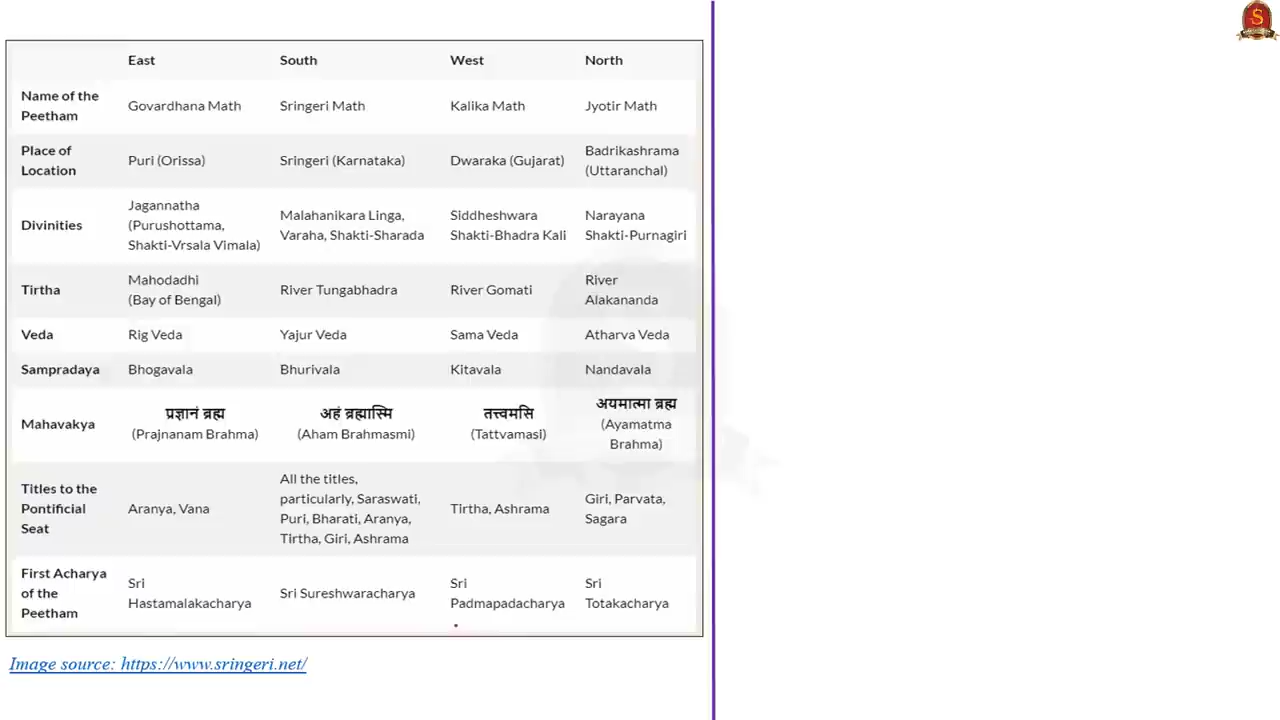 East South West North
Name of the
Peetham
Govardhana Math Sringeri Math Kalika Math Jyotir Math
Place of
Location
Puri (Orissa) Sringeri (Karnataka) Dwaraka (Gujarat)
Badrikashrama
(Uttaranchal)
Divinities
Jagannatha
(Purushottama,
Shakti-Vrsala Vimala)
Malahanikara Linga,
Varaha, Shakti-Sharada
Siddheshwara
Shakti-Bhadra Kali
Narayana
Shakti-Purnagiri
Tirtha
Mahodadhi
(Bay of Bengal)
River Tungabhadra
River Gomati
River
Alakananda
Veda Rig Veda Yajur Veda Sama Veda Atharva Veda
Sampradaya Bhogavala Bhurivala Kitavala Nandavala
Mahavakya
प्रज्ञानं ब्रह्म
(Prajnanam Brahma)
अहं ब्रह्मास्मि
(Aham Brahmasmi)
तत्त्वमसि
(Tattvamasi)
अयमात्मा ब्रह्म
(Ayamatma
Brahma)
Titles to the
Pontificial
Seat
Aranya, Vana
All the titles,
particularly, Saraswati,
Puri, Bharati, Aranya,
Tirtha, Giri, Ashrama
Tirtha, Ashrama
Giri, Parvata,
Sagara
First Acharya
of the
Peetham
Sri
Hastamalakacharya
Sri Sureshwaracharya
Sri
Padmapadacharya
Sri
Totakacharya
Image source: https://www.sringeri.net/